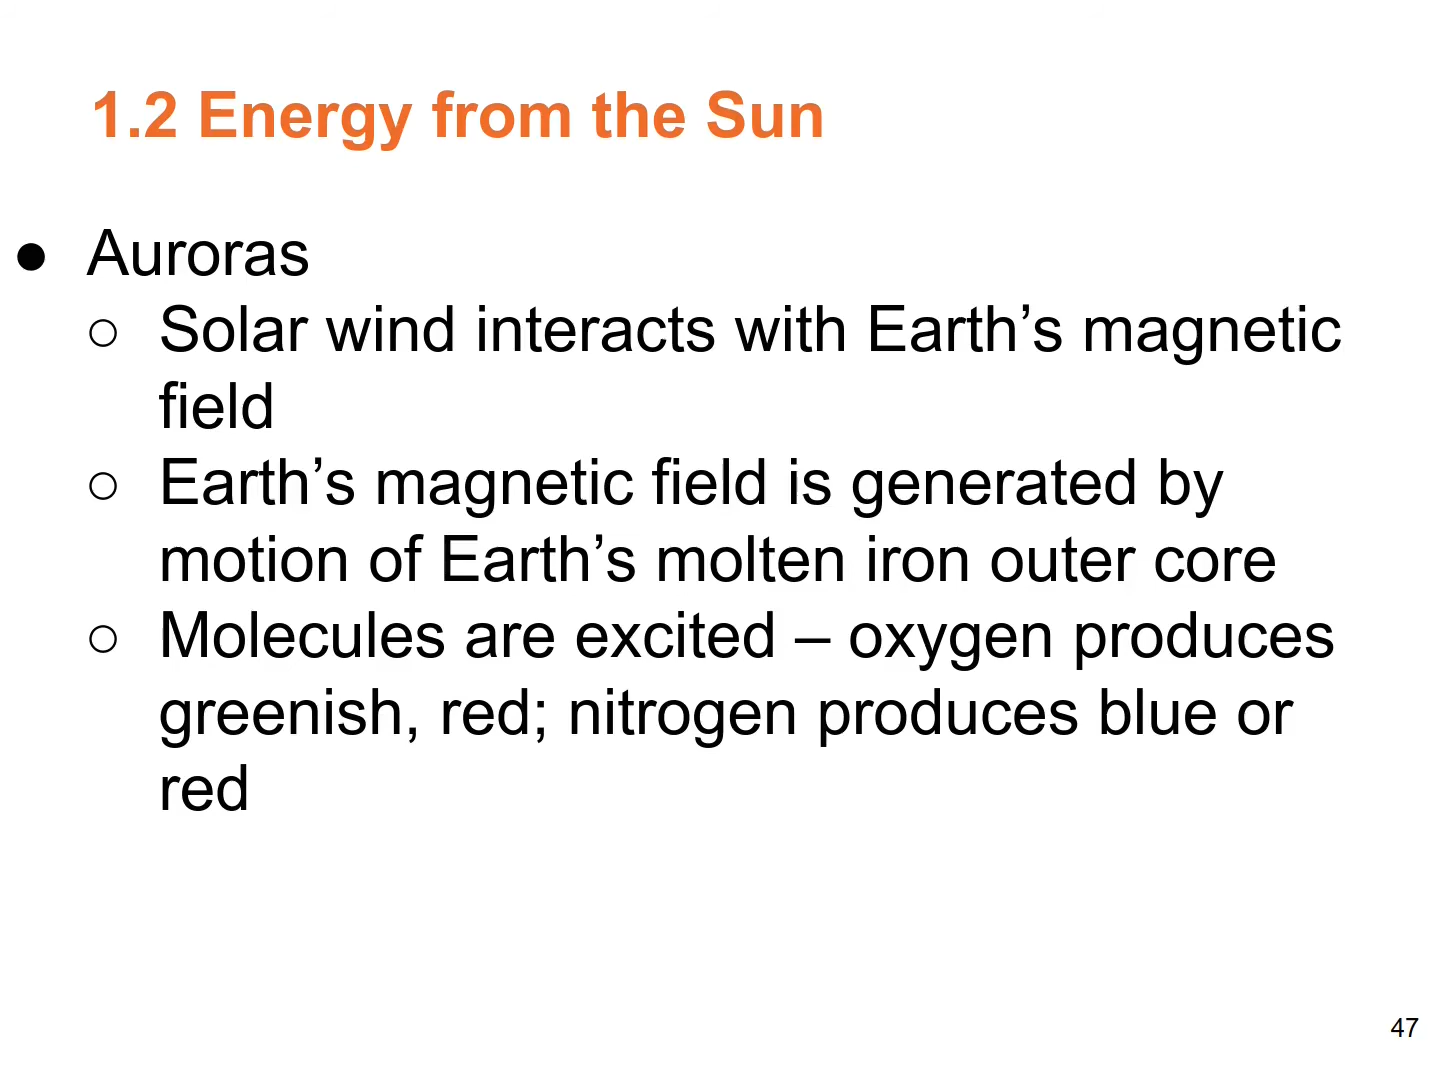 1.2 Energy from the Sun
● Auroras
○ Solar wind interacts with Earth’s magnetic
field
○ Earth’s magnetic field is generated by
motion of Earth’s molten iron outer core
○ Molecules are excited – oxygen produces
greenish, red; nitrogen produces blue or
red
47